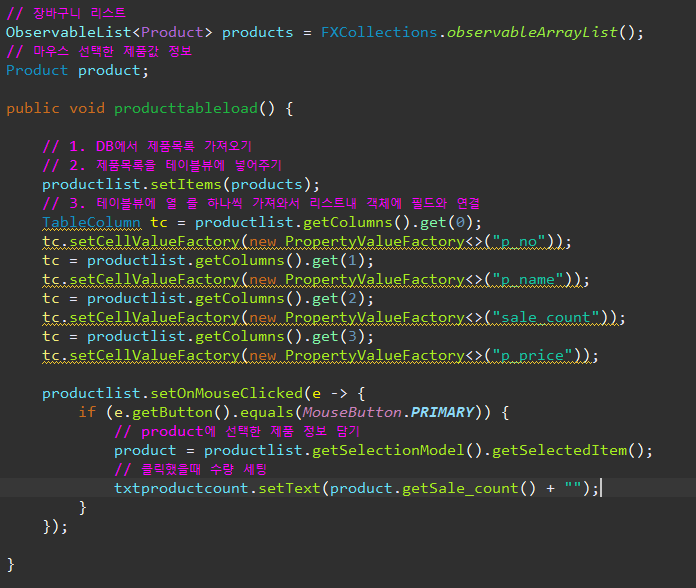 // 장바구니 리스트
ObservableList<Product> products = FXCollections.observableArrayList();
// 마우스 선택한 제품값 정보
Product product;
public void producttableload() {
// 1. DB에서 제품목록 가져오기
// 2. 제품목록을 테이블뷰에 넣어주기
productlist.setItems(products);
// 3. 테이블뷰에 열 를 하나씩 가져와서 리스트내 객체에 필드와 연결
TableColumn tc = productlist.getColumns().get(0);
tc.setCellValueFactory(new PropertyValueFactory<>("p_no"));
tc = productlist.getColumns().get(1);
tc.setCellValueFactory(new PropertyValueFactory<>("p_name"));
tc = productlist.getColumns().get(2);
tc.setCellValueFactory(new PropertyValueFactory<>("sale_count"));
tc = productlist.getColumns().get(3);
tc.setCellValueFactory(new PropertyValueFactory<>("p_price"));
productlist.setOnMouseClicked(e -> {
if (e.getButton().equals(MouseButton.PRIMARY)) {
// product에 선택한 제품 정보 담기
product = productlist.getSelectionModel().getSelectedItem();
// 클릭했을때 수량 세팅
txtproductcount.setText(product.getSale_count() + "");
}
});
}